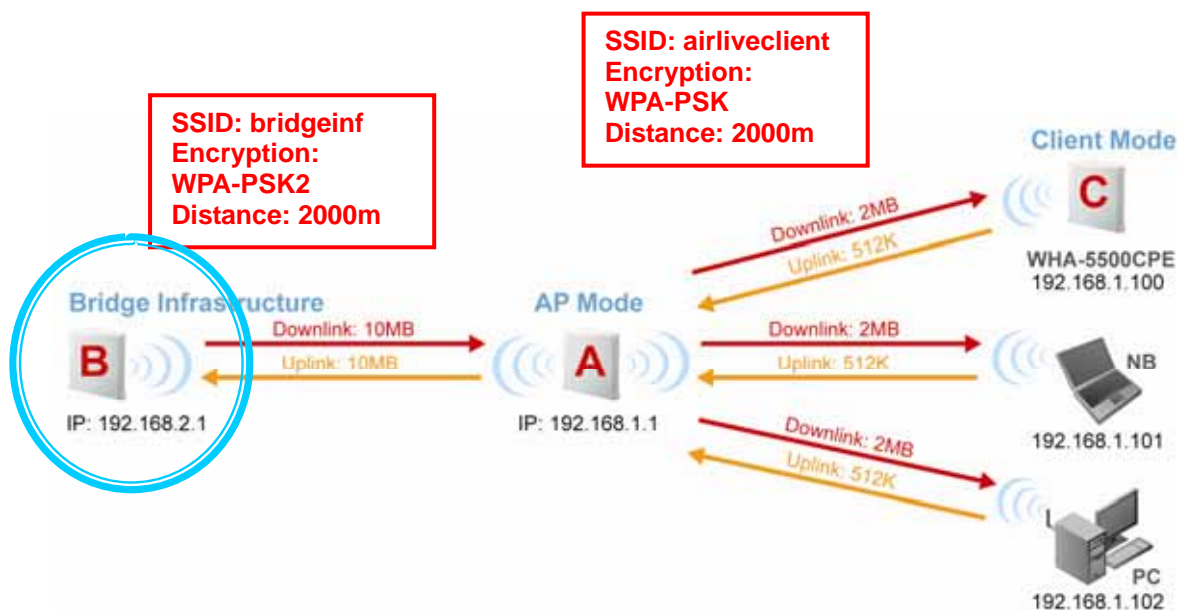 SSID: airliveclient
Encryption:
WPA-PSK
Distance: 2000m
SSID: bridgeinf
Encryption:
WPA-PSK2
Distance: 2000m
Client Mode
C
WHA-5500CPE
192.168.1.100
Downlink: 2MB
Uplink: 512K
Bridge Infrastructure
AP Mode
Downlink: 10MB
Uplink: 10MB
B
A
Downlink: 2MB
Uplink: 512K
NB
IP: 192.168.2.1
IP: 192.168.1.1
192.168.1.101
Downlink: 2MB
Uplink: 512K
PC
192.168.1.102